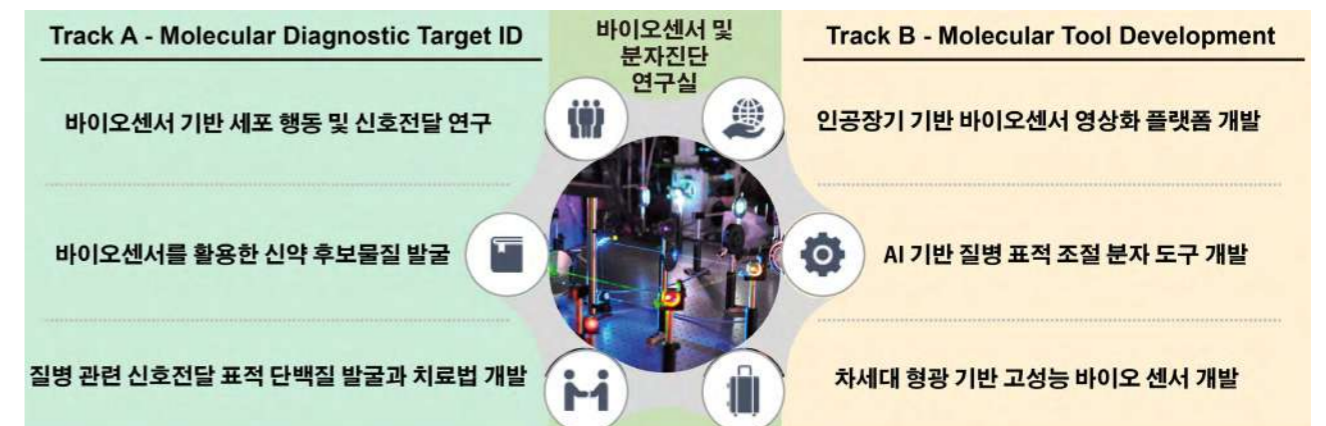 Track A - Molecular Diagnostic Target ID
바이오센서 기반 세포 행동 및 신호전달 연구
바이오센서를 활용한 신약 후보물질 발굴
질병 관련 신호전달 표적 단백질 발굴과 치료법 개발
바이오센서 및
분자진단
연구실
Track B - Molecular Tool Development
인공장기 기반 바이오센서 영상화 플랫폼 개발
AI 기반 질병 표적 조절 분자 도구 개발
차세대 형광 기반 고성능 바이오 센서 개발